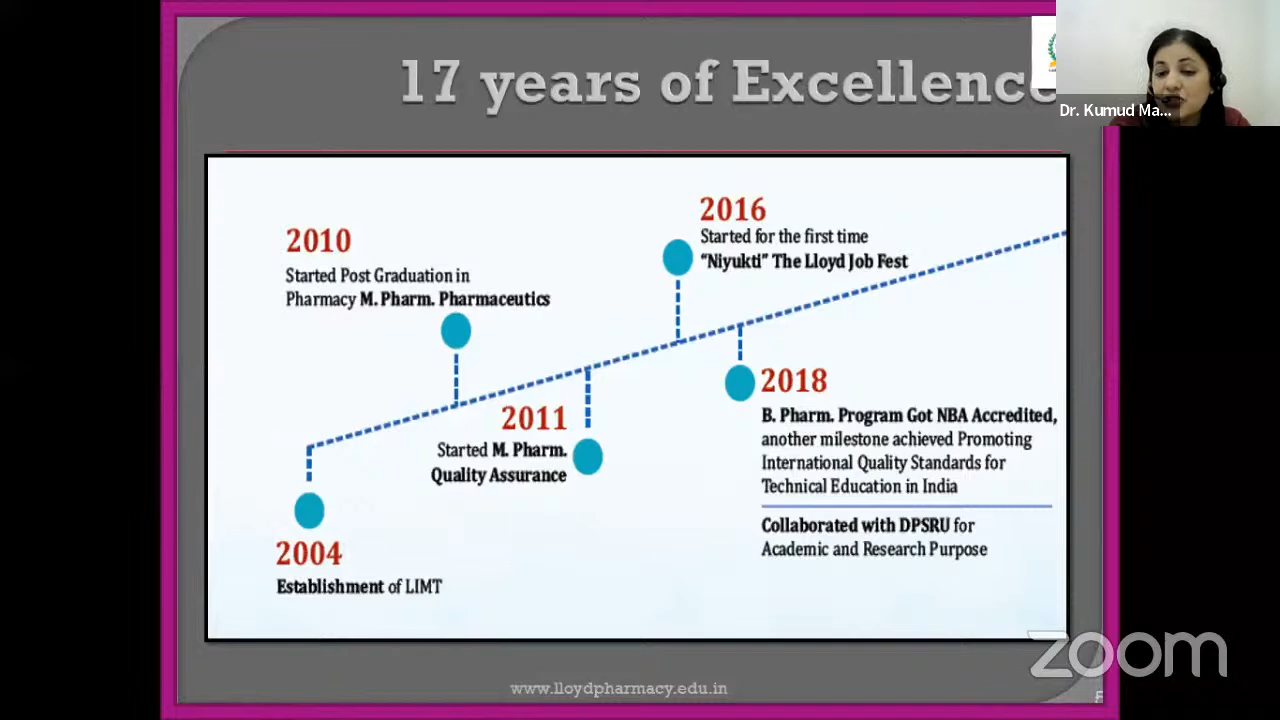 17 years of Excellence
Dr. Kumud Ma...
2010
Started Post Graduation in
Pharmacy M. Pharm. Pharmaceutics
2016
Started for the first time
“Niyukti” The Lloyd Job Fest
2011
Started M. Pharm.
Quality Assurance
2018
B. Pharm. Program Got NBA Accredited,
another milestone achieved Promoting
International Quality Standards for
Technical Education in India
Collaborated with DPSRU for
Academic and Research Purpose
2004
Establishment of LIMT
www.lloydpharmacy.edu.in
zoom